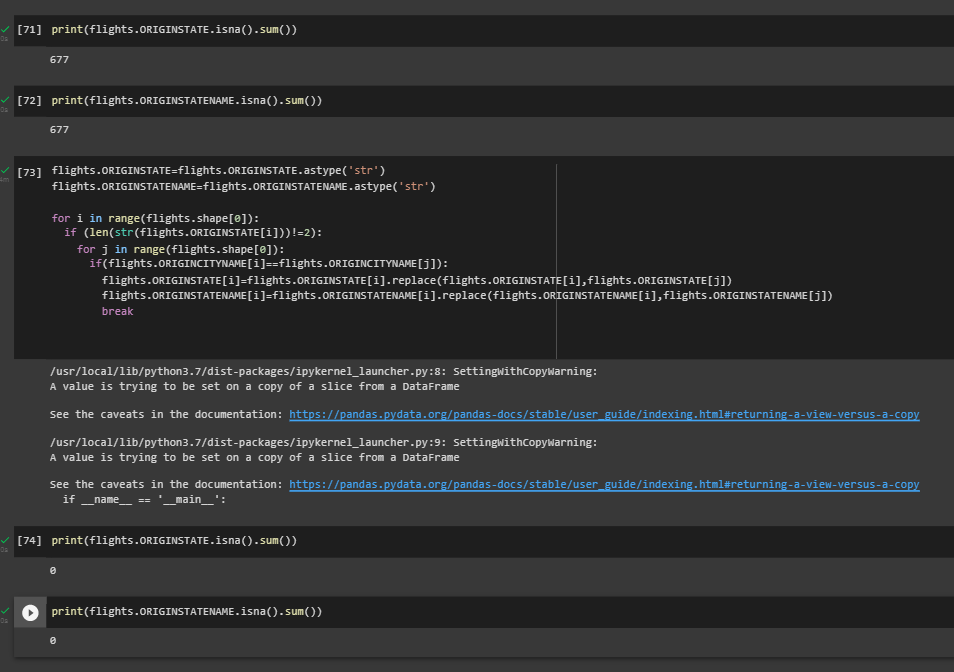 [71] print(flights.ORIGINSTATE.isna().sum())
0s
677
[72] print(flights.ORIGINSTATENAME.isna().sum())
0s
677
[73] flights.ORIGINSTATE=flights.ORIGINSTATE.astype('str')
flights.ORIGINSTATENAME=flights.ORIGINSTATENAME.astype('str')
for i in range(flights.shape[0]):
if (len(str(flights.ORIGINSTATE[i]))!=2):
for j in range(flights.shape[0]):
if(flights.ORIGINCITYNAME[i]==flights.ORIGINCITYNAME[j]):
flights.ORIGINSTATE[i]=flights.ORIGINSTATE[i].replace(flights.ORIGINSTATE[i],flights.ORIGINSTATE[j])
flights.ORIGINSTATENAME[i]=flights.ORIGINSTATENAME[i].replace(flights.ORIGINSTATENAME[i],flights.ORIGINSTATENAME[j])
break
/usr/local/lib/python3.7/dist-packages/ipykernel_launcher.py:8: SettingWithCopyWarning:
A value is trying to be set on a copy of a slice from a DataFrame
See the caveats in the documentation: https://pandas.pydata.org/pandas-docs/stable/user_guide/indexing.html#returning-a-view-versus-a-copy
/usr/local/lib/python3.7/dist-packages/ipykernel_launcher.py:9: SettingWithCopyWarning:
A value is trying to be set on a copy of a slice from a DataFrame
See the caveats in the documentation: https://pandas.pydata.org/pandas-docs/stable/user_guide/indexing.html#returning-a-view-versus-a-copy
if __name__ == '__main__':
[74] print(flights.ORIGINSTATE.isna().sum())
0s
0
print(flights.ORIGINSTATENAME.isna().sum())
0s
0